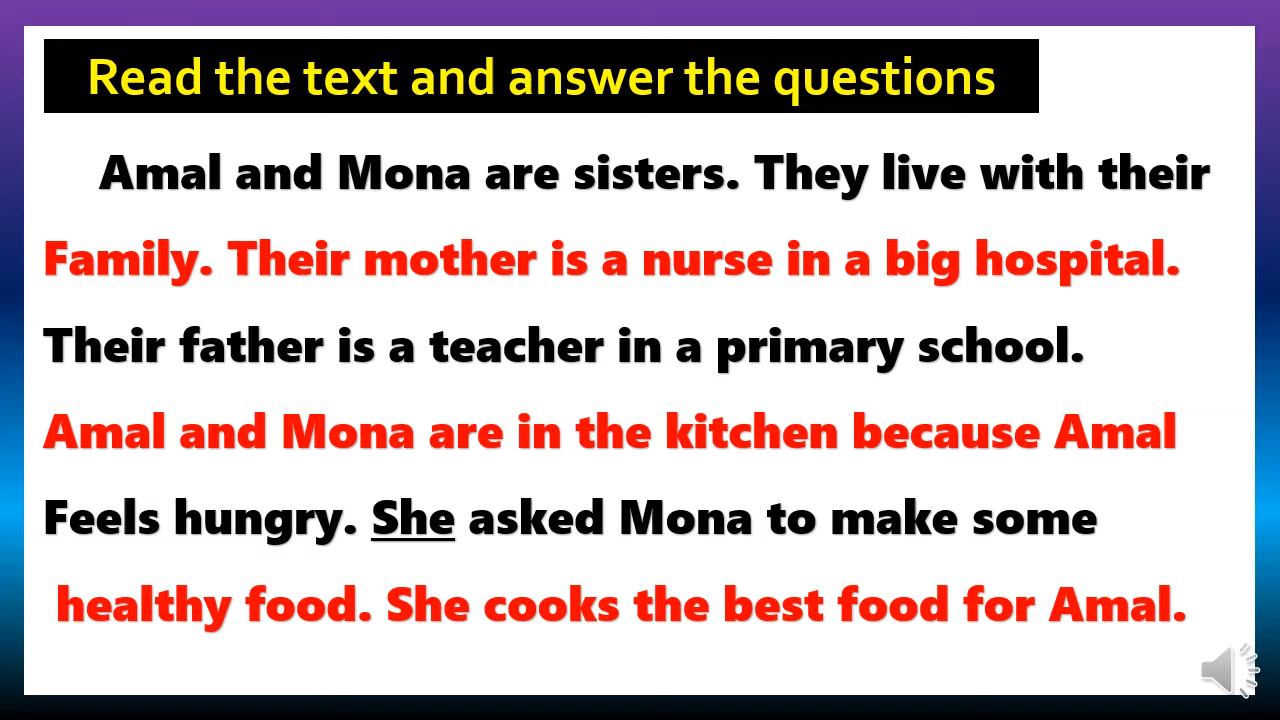 Read the text and answer the questions
Amal and Mona are sisters. They live with their
Family. Their mother is a nurse in a big hospital.
Their father is a teacher in a primary school.
Amal and Mona are in the kitchen because Amal
Feels hungry. She asked Mona to make some
healthy food. She cooks the best food for Amal.